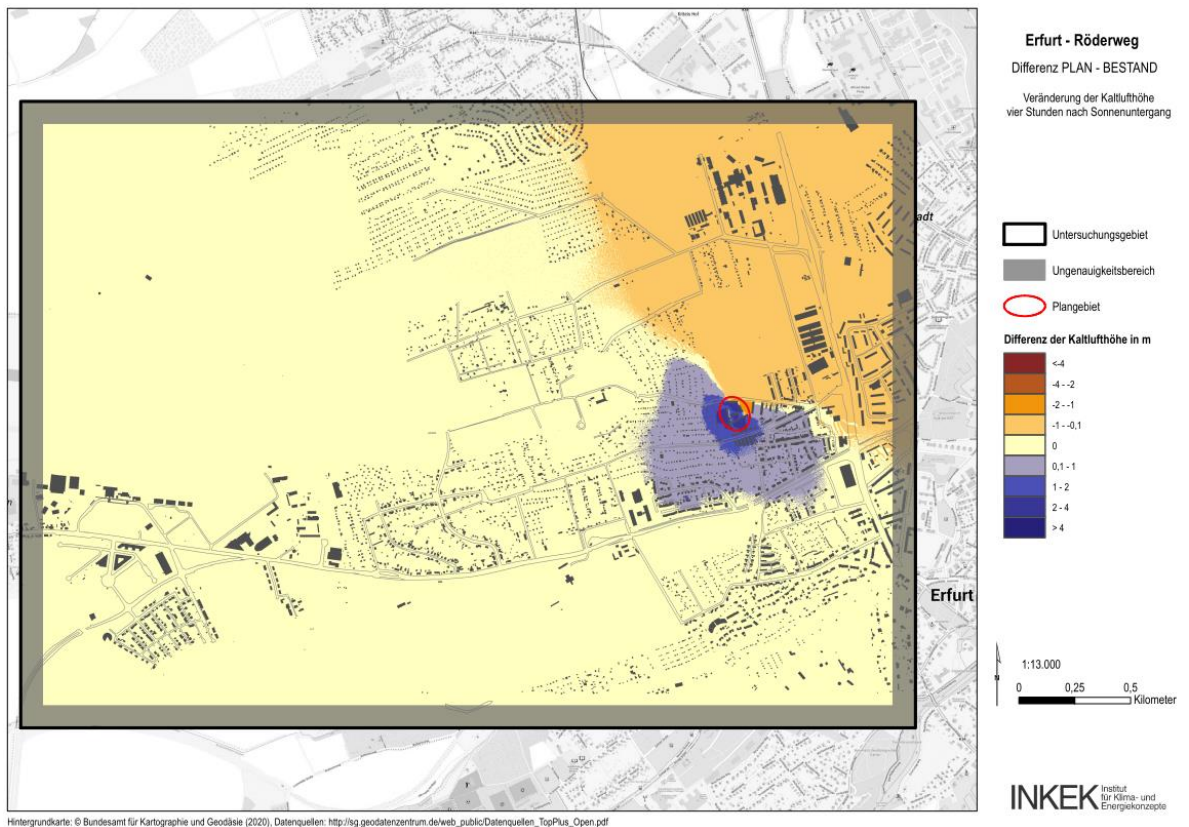 Erfurt - Röderweg
Differenz PLAN - BESTAND
Veränderung der Kaltlufthöhe
vier Stunden nach Sonnenuntergang
Untersuchungsgebiet
Ungenauigkeitsbereich
Plangebiet
Differenz der Kaltlufthöhe in m
<-4
-4 - -2
-2 - -1
-1 - -0,1
0
0,1 - 1
1 - 2
2 - 4
> 4
adt
Erfurt
N
1:13.000
0 0,25 0,5
Kilometer
INKEK Institut
für Klima- und
Energiekonzepte
Hintergrundkarte: © Bundesamt für Kartographie und Geodäsie (2020), Datenquellen: http://sg.geodatenzentrum.de/web_public/Datenquellen_TopPlus_Open.pdf